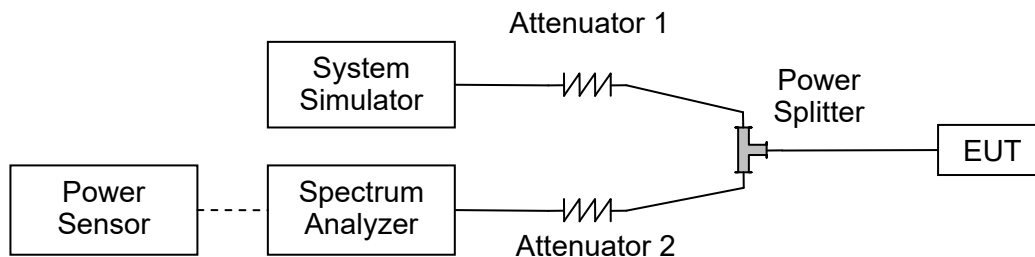 Attenuator 1
System
Simulator
Power
Splitter
EUT
Power
Sensor
Spectrum
Analyzer
Attenuator 2